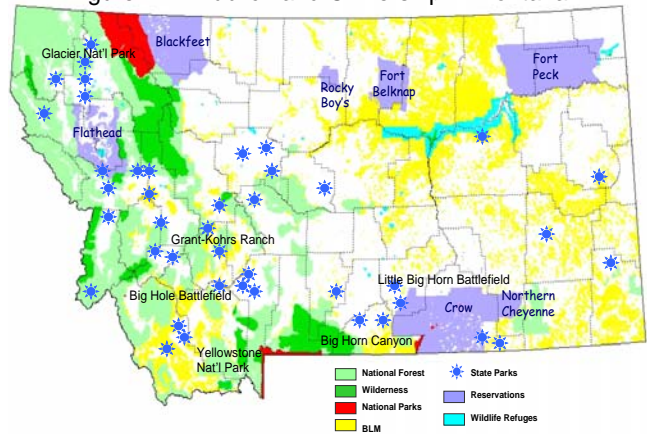 Glacier Nat'l Park
Blackfeet
Fort
Peck
Rocky
Boy's
Fort
Belknap
Flathead
Grant-Kohrs Ranch
Big Hole Battlefield
Little Big Horn Battlefield
Crow
Northern
Cheyenne
Big Horn Canyon
Yellowstone
Nat'l Park
National Forest
Wilderness
National Parks
BLM
State Parks
Reservations
Wildlife Refuges